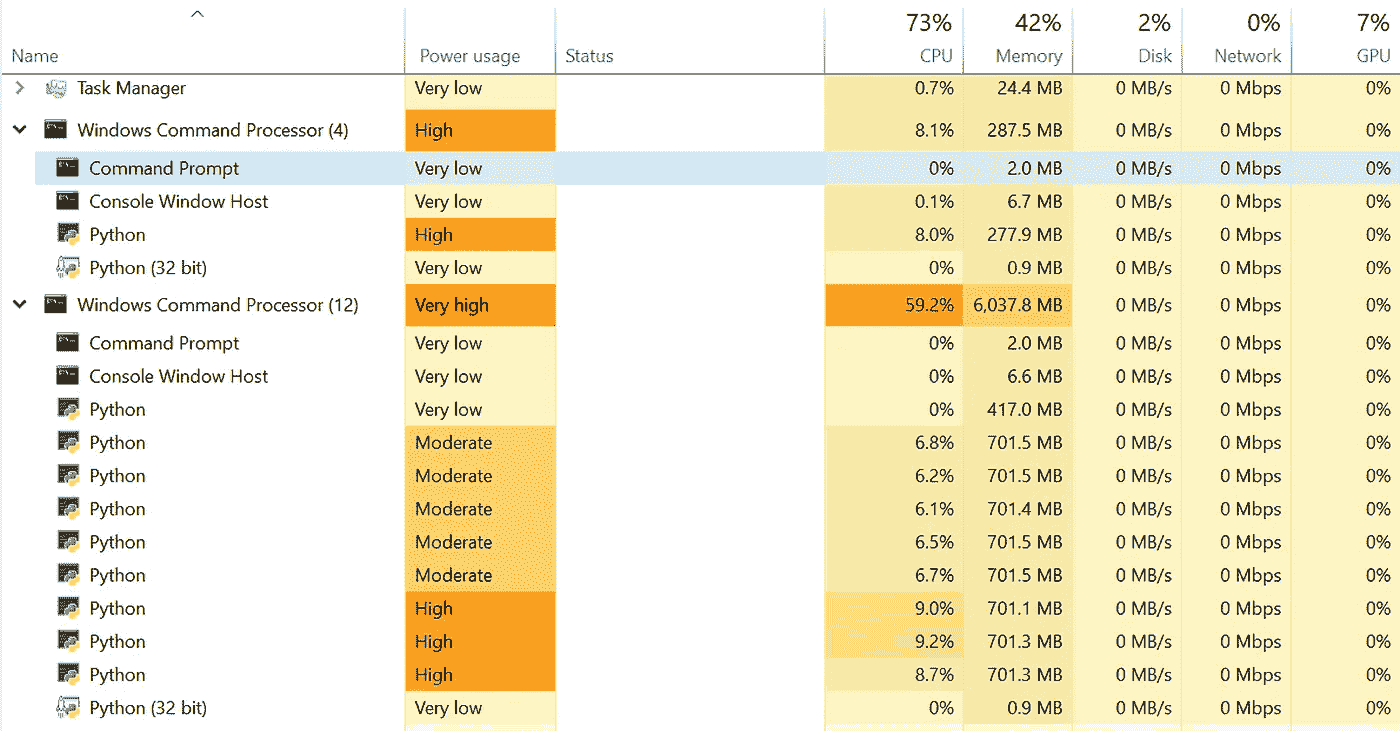 73% 42% 2% 0% 7%
Name Power usage Status CPU Memory Disk Network GPU
Task Manager Very low 0.7% 24.4 MB 0 MB/s 0 Mbps 0%
Windows Command Processor (4) High 8.1% 287.5 MB 0 MB/s 0 Mbps 0%
Command Prompt Very low 0% 2.0 MB 0 MB/s 0 Mbps 0%
Console Window Host Very low 0.1% 6.7 MB 0 MB/s 0 Mbps 0%
Python High 8.0% 277.9 MB 0 MB/s 0 Mbps 0%
Python (32 bit) Very low 0% 0.9 MB 0 MB/s 0 Mbps 0%
Windows Command Processor (12) Very high 59.2% 6,037.8 MB 0 MB/s 0 Mbps 0%
Command Prompt Very low 0% 2.0 MB 0 MB/s 0 Mbps 0%
Console Window Host Very low 0% 6.6 MB 0 MB/s 0 Mbps 0%
Python Very low 0% 417.0 MB 0 MB/s 0 Mbps 0%
Python Moderate 6.8% 701.5 MB 0 MB/s 0 Mbps 0%
Python Moderate 6.2% 701.5 MB 0 MB/s 0 Mbps 0%
Python Moderate 6.1% 701.4 MB 0 MB/s 0 Mbps 0%
Python Moderate 6.5% 701.5 MB 0 MB/s 0 Mbps 0%
Python Moderate 6.7% 701.5 MB 0 MB/s 0 Mbps 0%
Python High 9.0% 701.1 MB 0 MB/s 0 Mbps 0%
Python High 9.2% 701.3 MB 0 MB/s 0 Mbps 0%
Python High 8.7% 701.3 MB 0 MB/s 0 Mbps 0%
Python (32 bit) Very low 0% 0.9 MB 0 MB/s 0 Mbps 0%